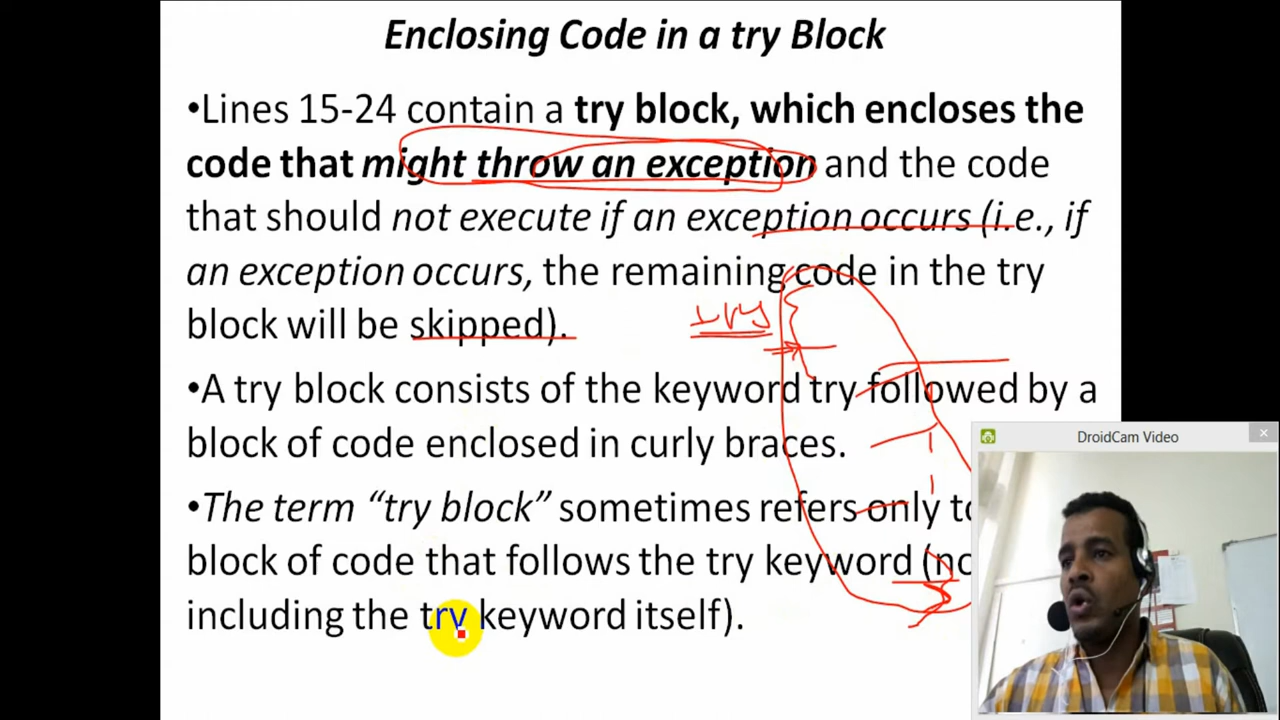 Enclosing Code in a try Block
•Lines 15-24 contain a try block, which encloses the
code that might throw an exception and the code
that should not execute if an exception occurs (i.e., if
an exception occurs, the remaining code in the try
block will be skipped).
try
•A try block consists of the keyword try followed by a
block of code enclosed in curly braces.
DroidCam Video
•The term “try block” sometimes refers only to
block of code that follows the try keyword (no
including the try keyword itself).